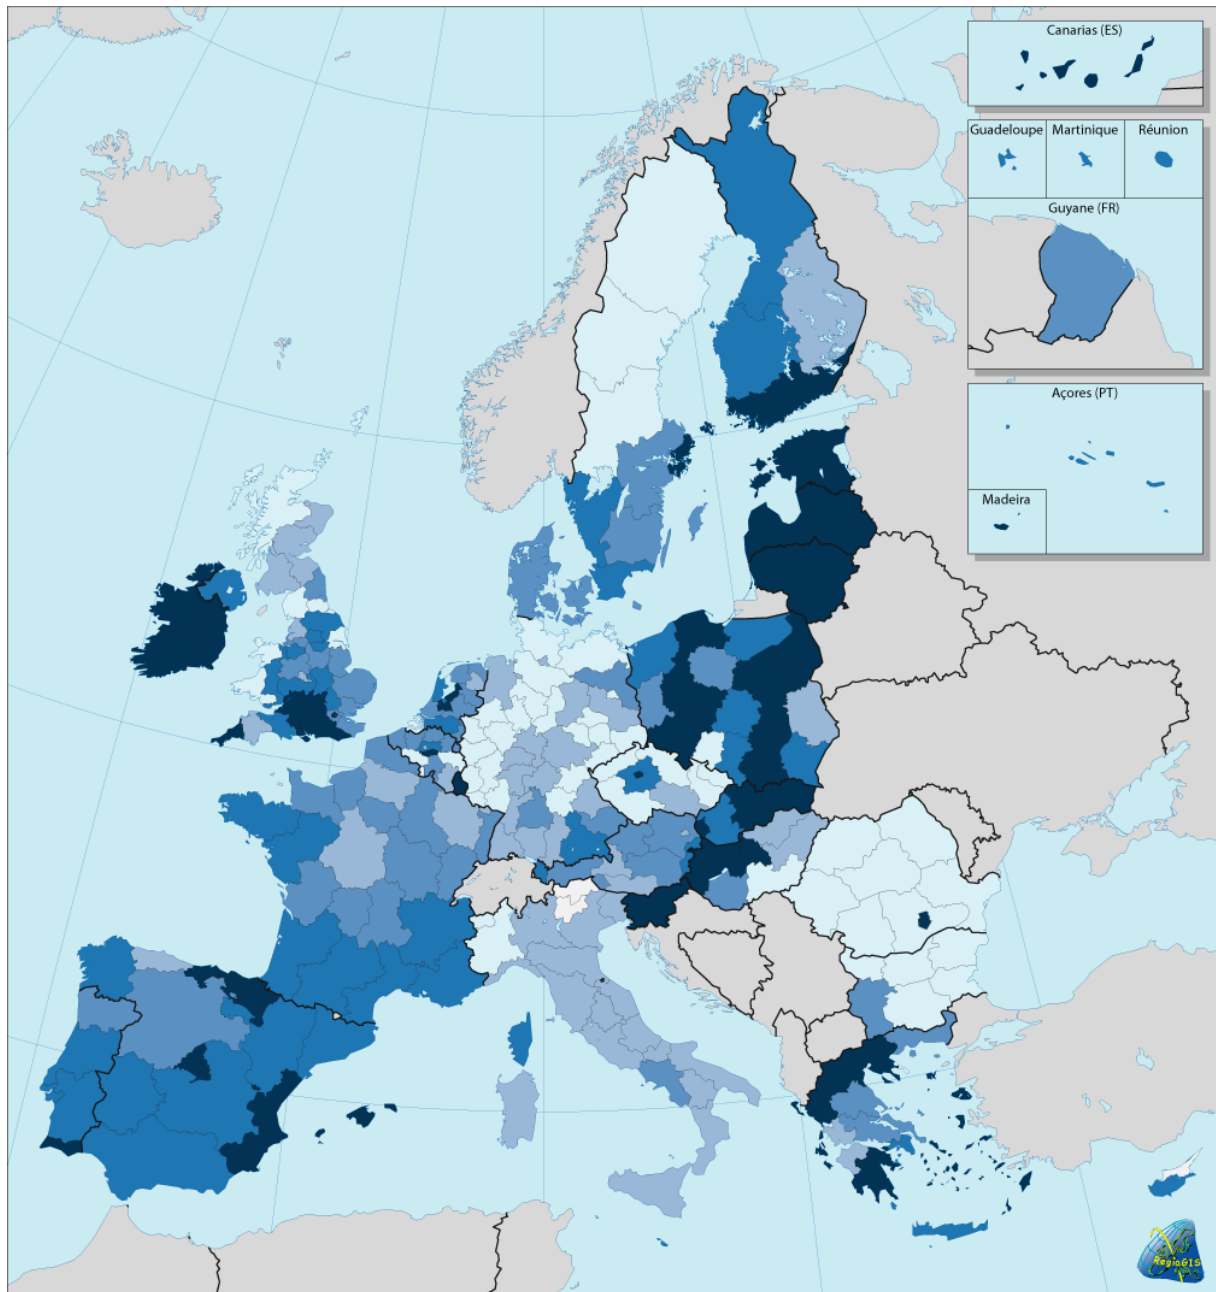 Canarias (ES)
Guadeloupe
Martinique
Réunion
Guyane (FR)
Açores (PT)
Madeira
RegioGIS